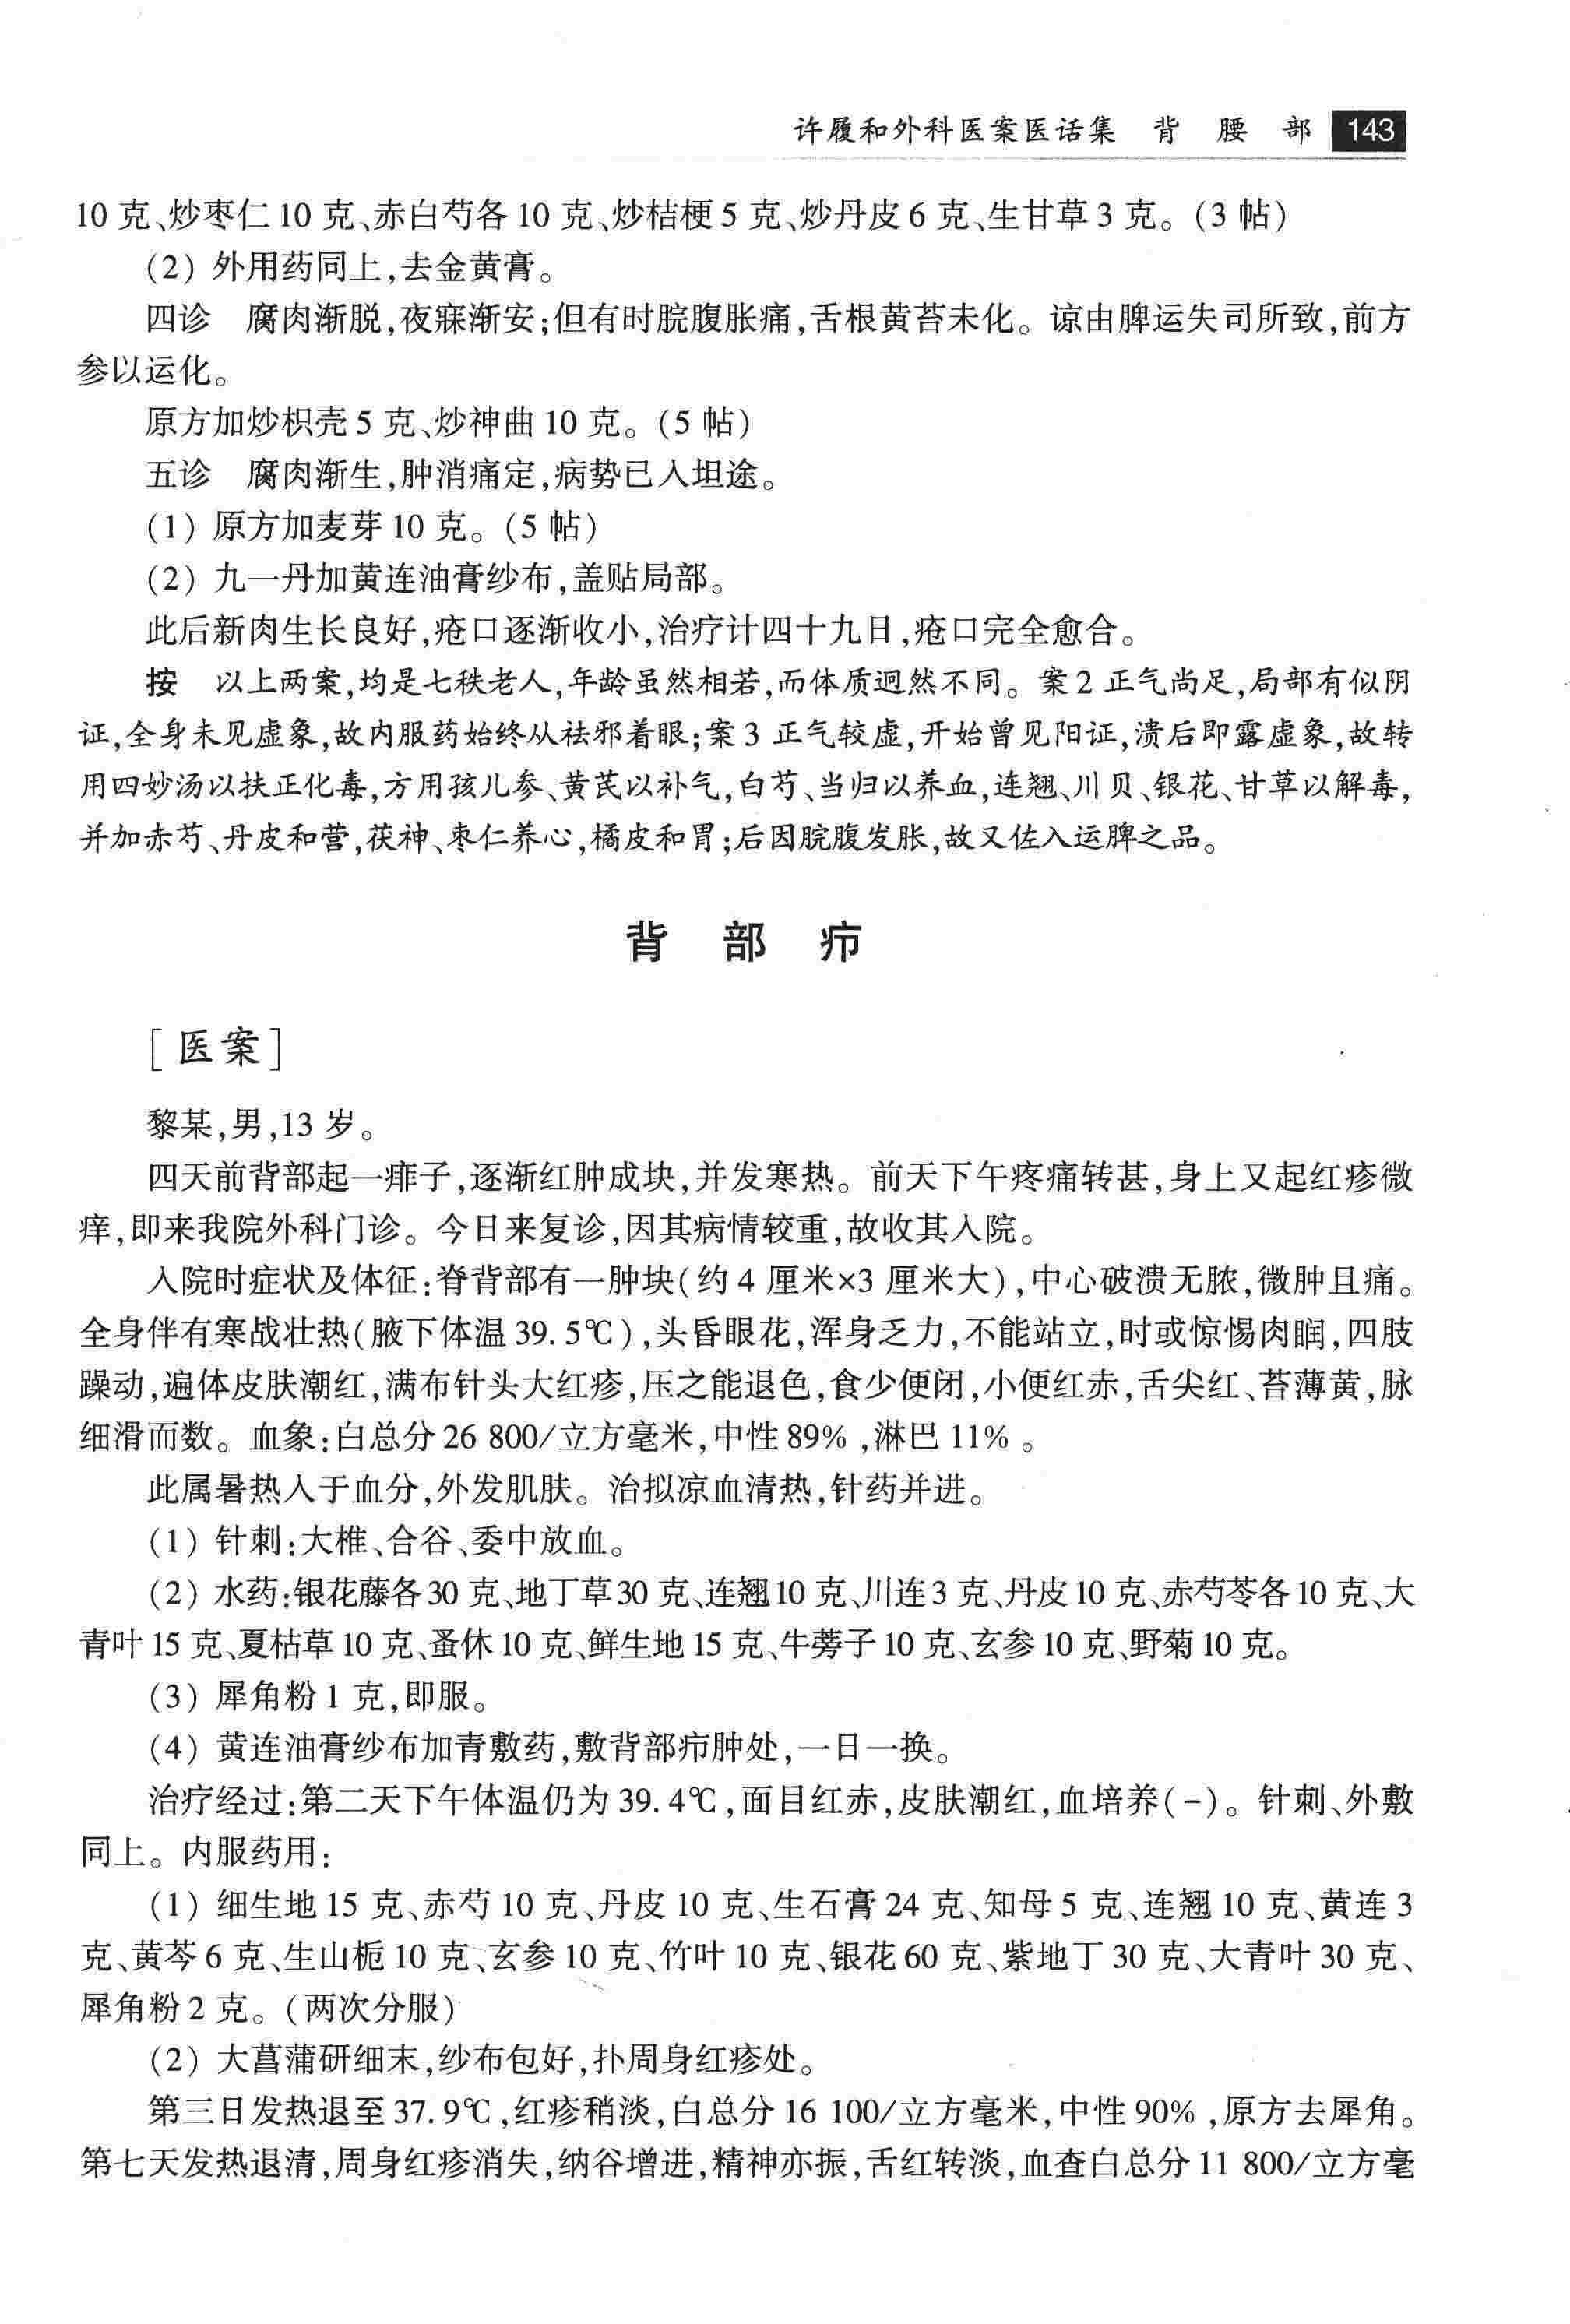 许履和外科医案医话集 背 腰 部 143
10 克、炒枣仁 10 克、赤白芍各 10 克、炒桔梗 5 克、炒丹皮 6 克、生甘草 3 克。(3 帖)
(2) 外用药同上,去金黄膏。
四诊 腐肉渐脱,夜寐渐安;但有时脘腹胀痛,舌根黄苔未化。谅由脾运失司所致,前方
参以运化。
原方加炒枳壳 5 克、炒神曲 10 克。(5 帖)
五诊 腐肉渐生,肿消痛定,病势已入坦途。
(1) 原方加麦芽 10 克。(5 帖)
(2) 九一丹加黄连油膏纱布,盖贴局部。
此后新肉生长良好,疮口逐渐收小,治疗计四十九日,疮口完全愈合。
按 以上两案,均是七秩老人,年龄虽然相若,而体质迥然不同。案 2 正气尚足,局部有似阴
证,全身未见虚象,故内服药始终从祛邪着眼;案 3 正气较虚,开始曾见阳证,溃后即露虚象,故转
用四妙汤以扶正化毒,方用孩儿参、黄芪以补气,白芍、当归以养血,连翘、川贝、银花、甘草以解毒,
并加赤芍、丹皮和营,茯神、枣仁养心,橘皮和胃;后因脘腹发胀,故又佐入运脾之品。
背 部 疖
[医案]
黎某,男,13 岁。
四天前背部起一痱子,逐渐红肿成块,并发寒热。前天下午疼痛转甚,身上又起红疹微
痒,即来我院外科门诊。今日来复诊,因其病情较重,故收其入院。
入院时症状及体征:脊背部有一肿块(约 4 厘米×3 厘米大),中心破溃无脓,微肿且痛。
全身伴有寒战壮热(腋下体温 39.5℃),头昏眼花,浑身乏力,不能站立,时或惊惕肉瞤,四肢
躁动,遍体皮肤潮红,满布针头大红疹,压之能退色,食少便闭,小便红赤,舌尖红、苔薄黄,脉
细滑而数。血象:白总分 26 800/立方毫米,中性 89%,淋巴 11%。
此属暑热入于血分,外发肌肤。治拟凉血清热,针药并进。
(1) 针刺:大椎、合谷、委中放血。
(2) 水药:银花藤各 30 克、地丁草 30 克、连翘 10 克、川连 3 克、丹皮 10 克、赤芍苓各 10 克、大
青叶 15 克、夏枯草 10 克、蚤休 10 克、鲜生地 15 克、牛蒡子 10 克、玄参 10 克、野菊 10 克。
(3) 犀角粉 1 克,即服。
(4) 黄连油膏纱布加青敷药,敷背部疖肿处,一日一换。
治疗经过:第二天下午体温仍为 39.4℃,面目红赤,皮肤潮红,血培养(-)。针刺、外敷
同上。内服药用:
(1) 细生地 15 克、赤芍 10 克、丹皮 10 克、生石膏 24 克、知母 5 克、连翘 10 克、黄连 3
克、黄芩 6 克、生山栀 10 克、玄参 10 克、竹叶 10 克、银花 60 克、紫地丁 30 克、大青叶 30 克、
犀角粉 2 克。(两次分服)
(2) 大菖蒲研细末,纱布包好,扑周身红疹处。
第三日发热退至 37.9℃,红疹稍淡,白总分 16 100/立方毫米,中性 90%,原方去犀角。
第七天发热退清,周身红疹消失,纳谷增进,精神亦振,舌红转淡,血查白总分 11 800/立方毫